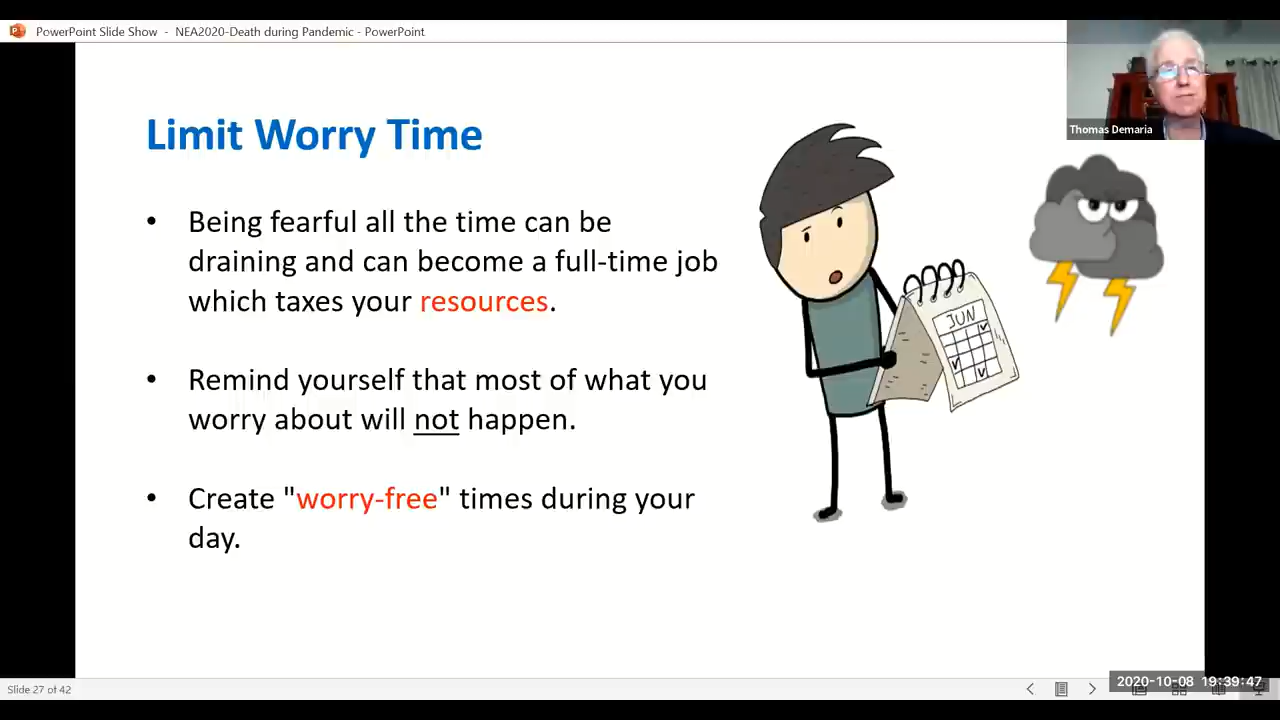 PowerPoint Slide Show - NEA2020-Death during Pandemic - PowerPoint
Thomas Demaria
Limit Worry Time
• Being fearful all the time can be
draining and can become a full-time job
which taxes your resources.
• Remind yourself that most of what you
worry about will not happen.
• Create "worry-free" times during your
day.
JUN
Slide 27 of 42
2020-10-08 19:39:47